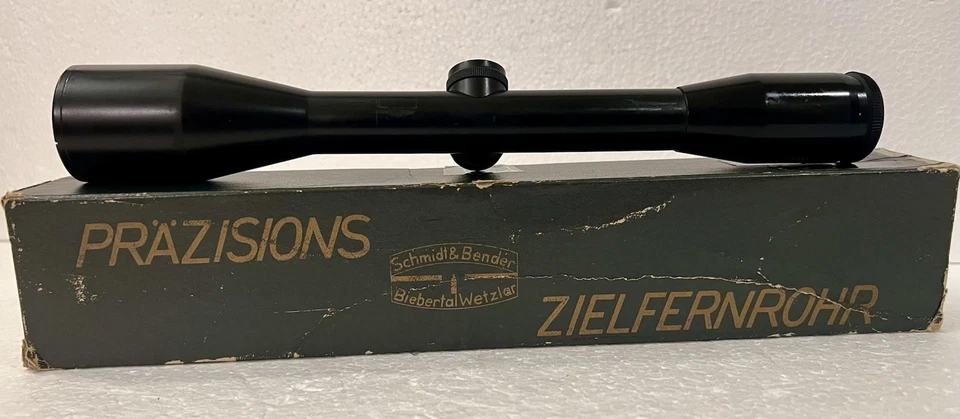 PRÄZISIONS
Schmidt & Bender
Biebertal Wetzlar
ZIELFERNROHR